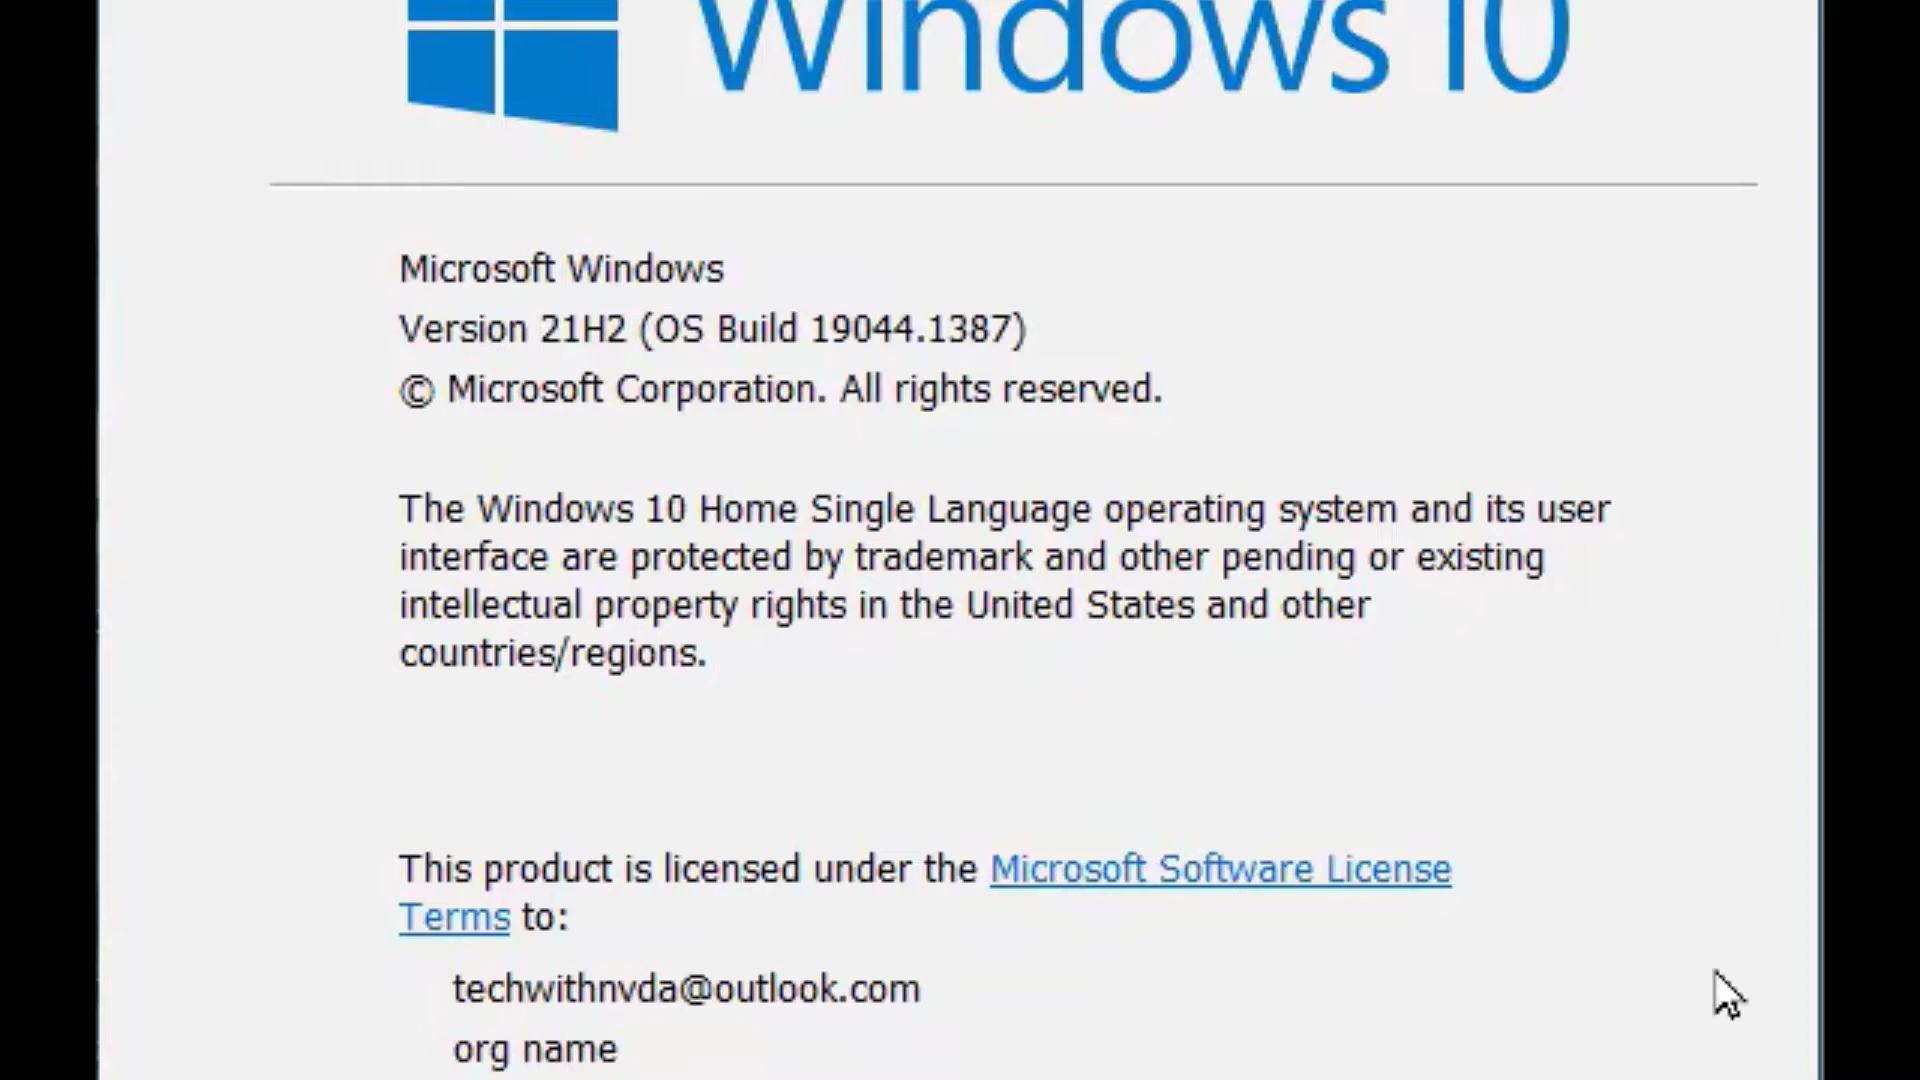 Windows 10
Microsoft Windows
Version 21H2 (OS Build 19044.1387)
© Microsoft Corporation. All rights reserved.
The Windows 10 Home Single Language operating system and its user
interface are protected by trademark and other pending or existing
intellectual property rights in the United States and other
countries/regions.
This product is licensed under the Microsoft Software License
Terms to:
techwithnvda@outlook.com
org name